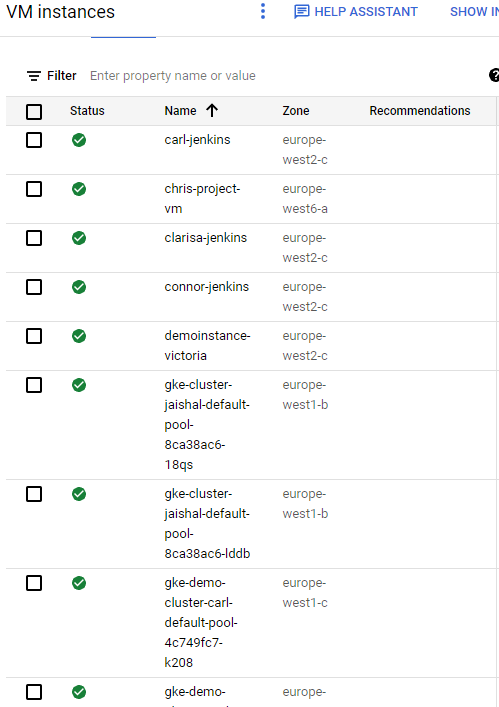 VM instances
HELP ASSISTANT
SHOW IN
Filter
Enter property name or value
Status Name Zone Recommendations
carl-jenkins europe-
west2-c
chris-project- europe-
vm west6-a
clarisa-jenkins europe-
west2-c
connor-jenkins europe-
west2-c
demoinstance- europe-
victoria west2-c
gke-cluster- europe-
jaishal-default- west1-b
pool-
8ca38ac6-
18qs
gke-cluster- europe-
jaishal-default- west1-b
pool-
8ca38ac6-lddb
gke-demo- europe-
cluster-carl- west1-c
default-pool-
4c749fc7-
k208
gke-demo- europe-